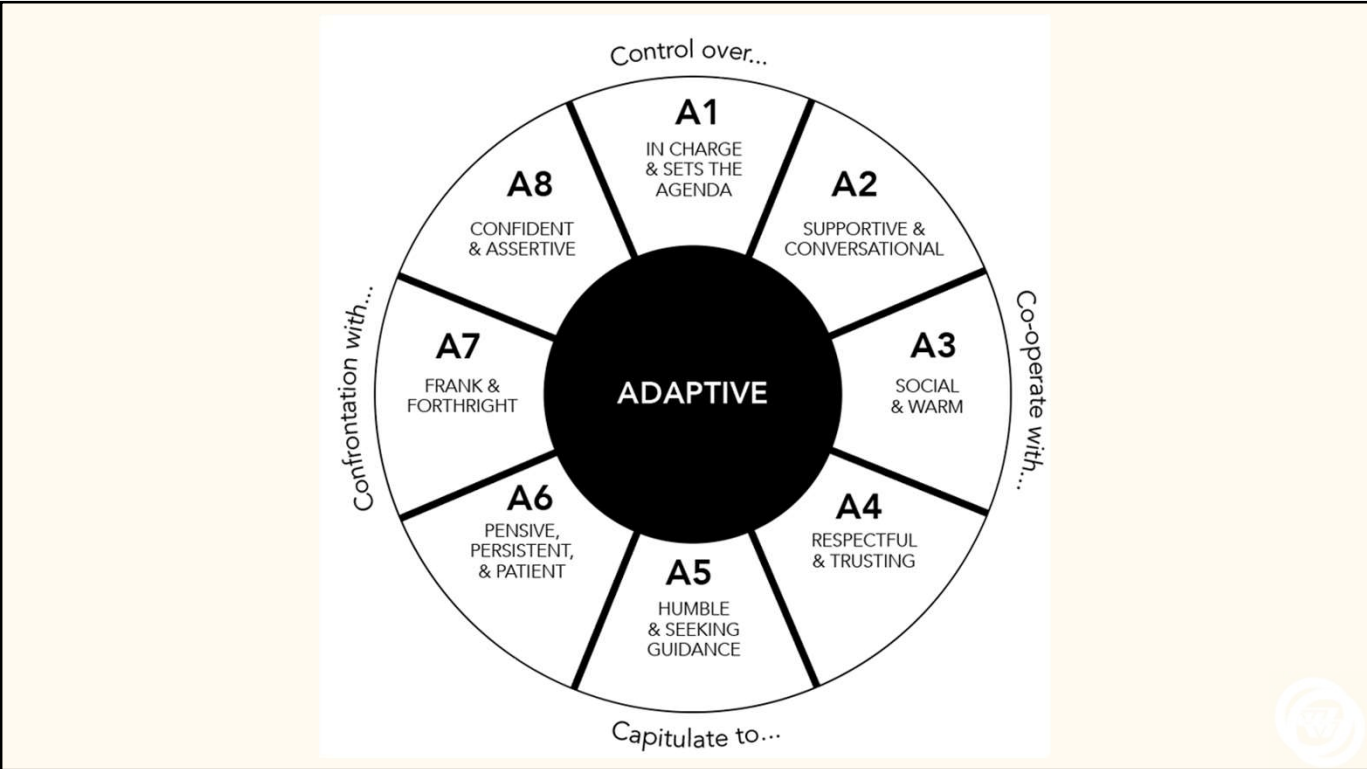 Control over...
A1
IN CHARGE
& SETS THE
AGENDA
A2
SUPPORTIVE &
CONVERSATIONAL
Co-operate with...
A3
SOCIAL
& WARM
A4
RESPECTFUL
& TRUSTING
A5
HUMBLE
& SEEKING
GUIDANCE
Capitulate to...
A6
PENSIVE,
PERSISTENT,
& PATIENT
Confrontation with...
A7
FRANK &
FORTHRIGHT
A8
CONFIDENT
& ASSERTIVE
ADAPTIVE